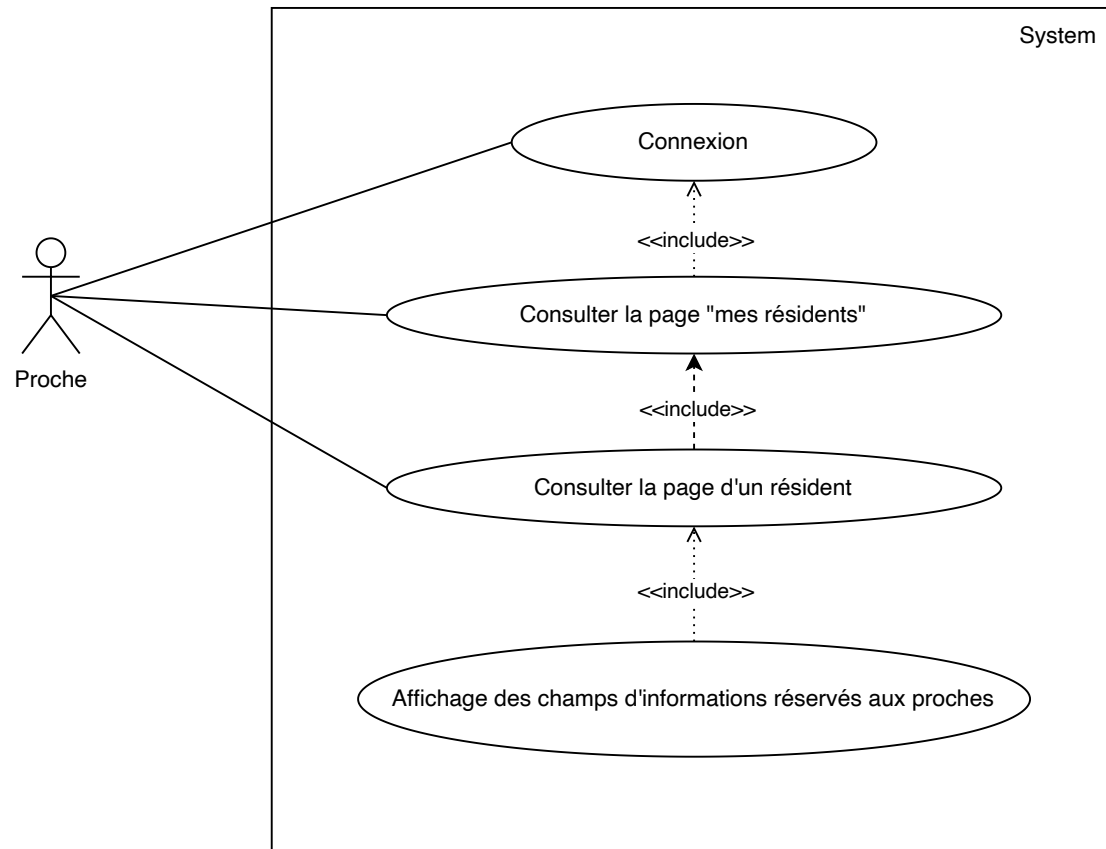 System
Connexion
<<include>>
Consulter la page "mes résidents"
Proche
<<include>>
Consulter la page d'un résident
<<include>>
Affichage des champs d'informations réservés aux proches